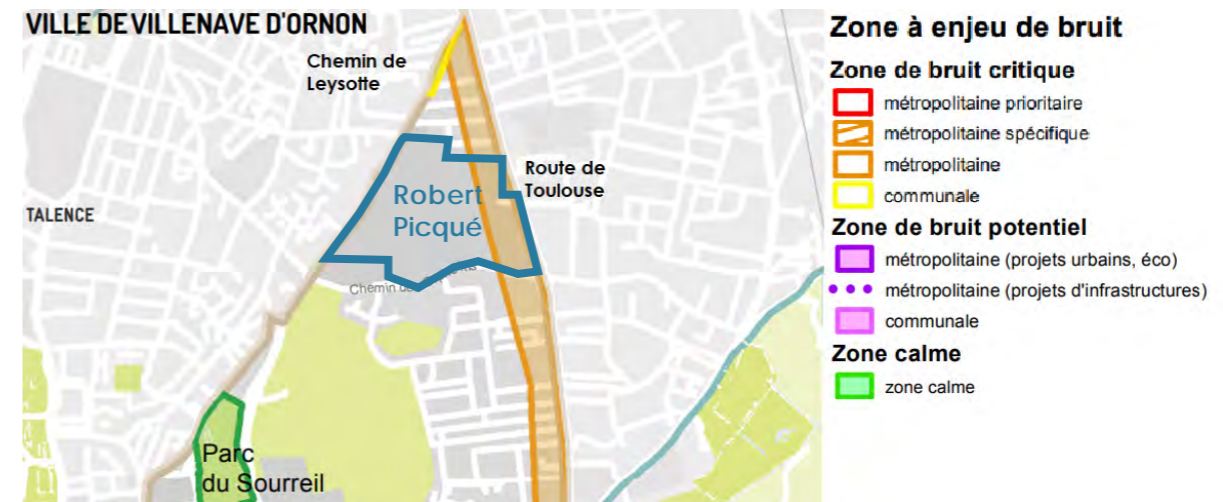 VILLE DE VILLENAVE D'ORNON
Chemin de
Leysotte
Route de
Toulouse
Robert
Picqué
TALENCE
Chemin de
Parc
du Sourreil
Zone à enjeu de bruit
Zone de bruit critique
métropolitaine prioritaire
métropolitaine spécifique
métropolitaine
communale
Zone de bruit potentiel
métropolitaine (projets urbains, éco)
métropolitaine (projets d'infrastructures)
communale
Zone calme
zone calme